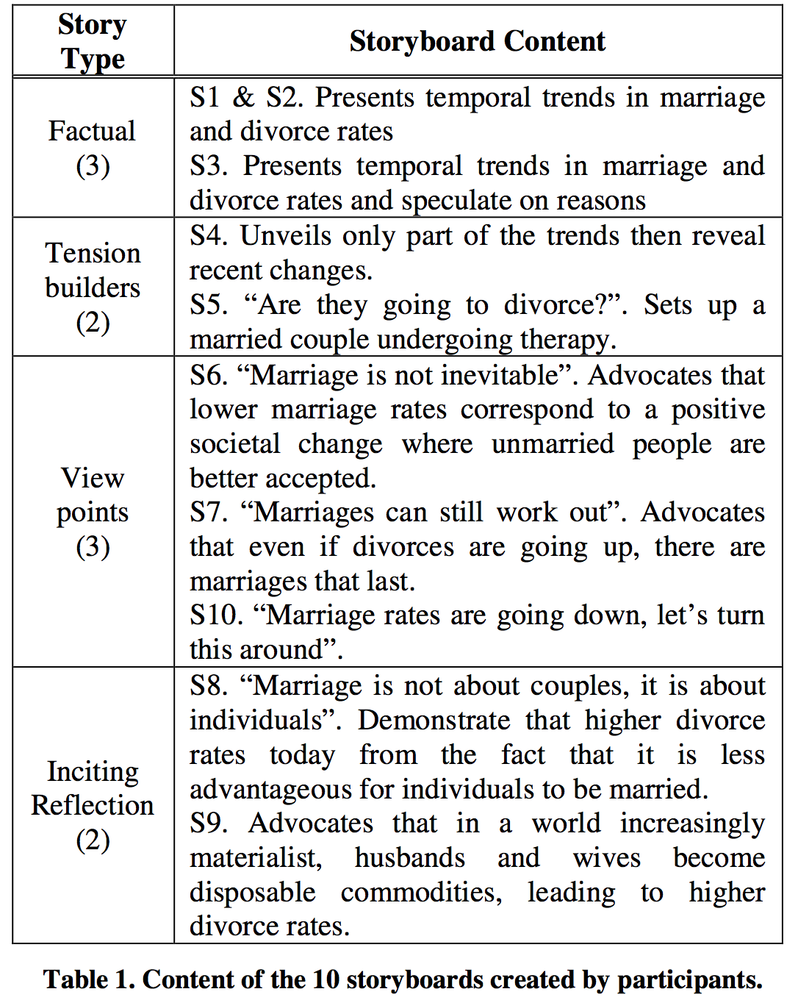 Story
Type
Storyboard Content
Factual
(3)
S1 & S2. Presents temporal trends in marriage
and divorce rates
S3. Presents temporal trends in marriage and
divorce rates and speculate on reasons
Tension
builders
(2)
S4. Unveils only part of the trends then reveal
recent changes.
S5. “Are they going to divorce?”. Sets up a
married couple undergoing therapy.
View
points
(3)
S6. “Marriage is not inevitable”. Advocates that
lower marriage rates correspond to a positive
societal change where unmarried people are
better accepted.
S7. “Marriages can still work out”. Advocates
that even if divorces are going up, there are
marriages that last.
S10. “Marriage rates are going down, let’s turn
this around”.
Inciting
Reflection
(2)
S8. “Marriage is not about couples, it is about
individuals”. Demonstrate that higher divorce
rates today from the fact that it is less
advantageous for individuals to be married.
S9. Advocates that in a world increasingly
materialist, husbands and wives become
disposable commodities, leading to higher
divorce rates.
Table 1. Content of the 10 storyboards created by participants.